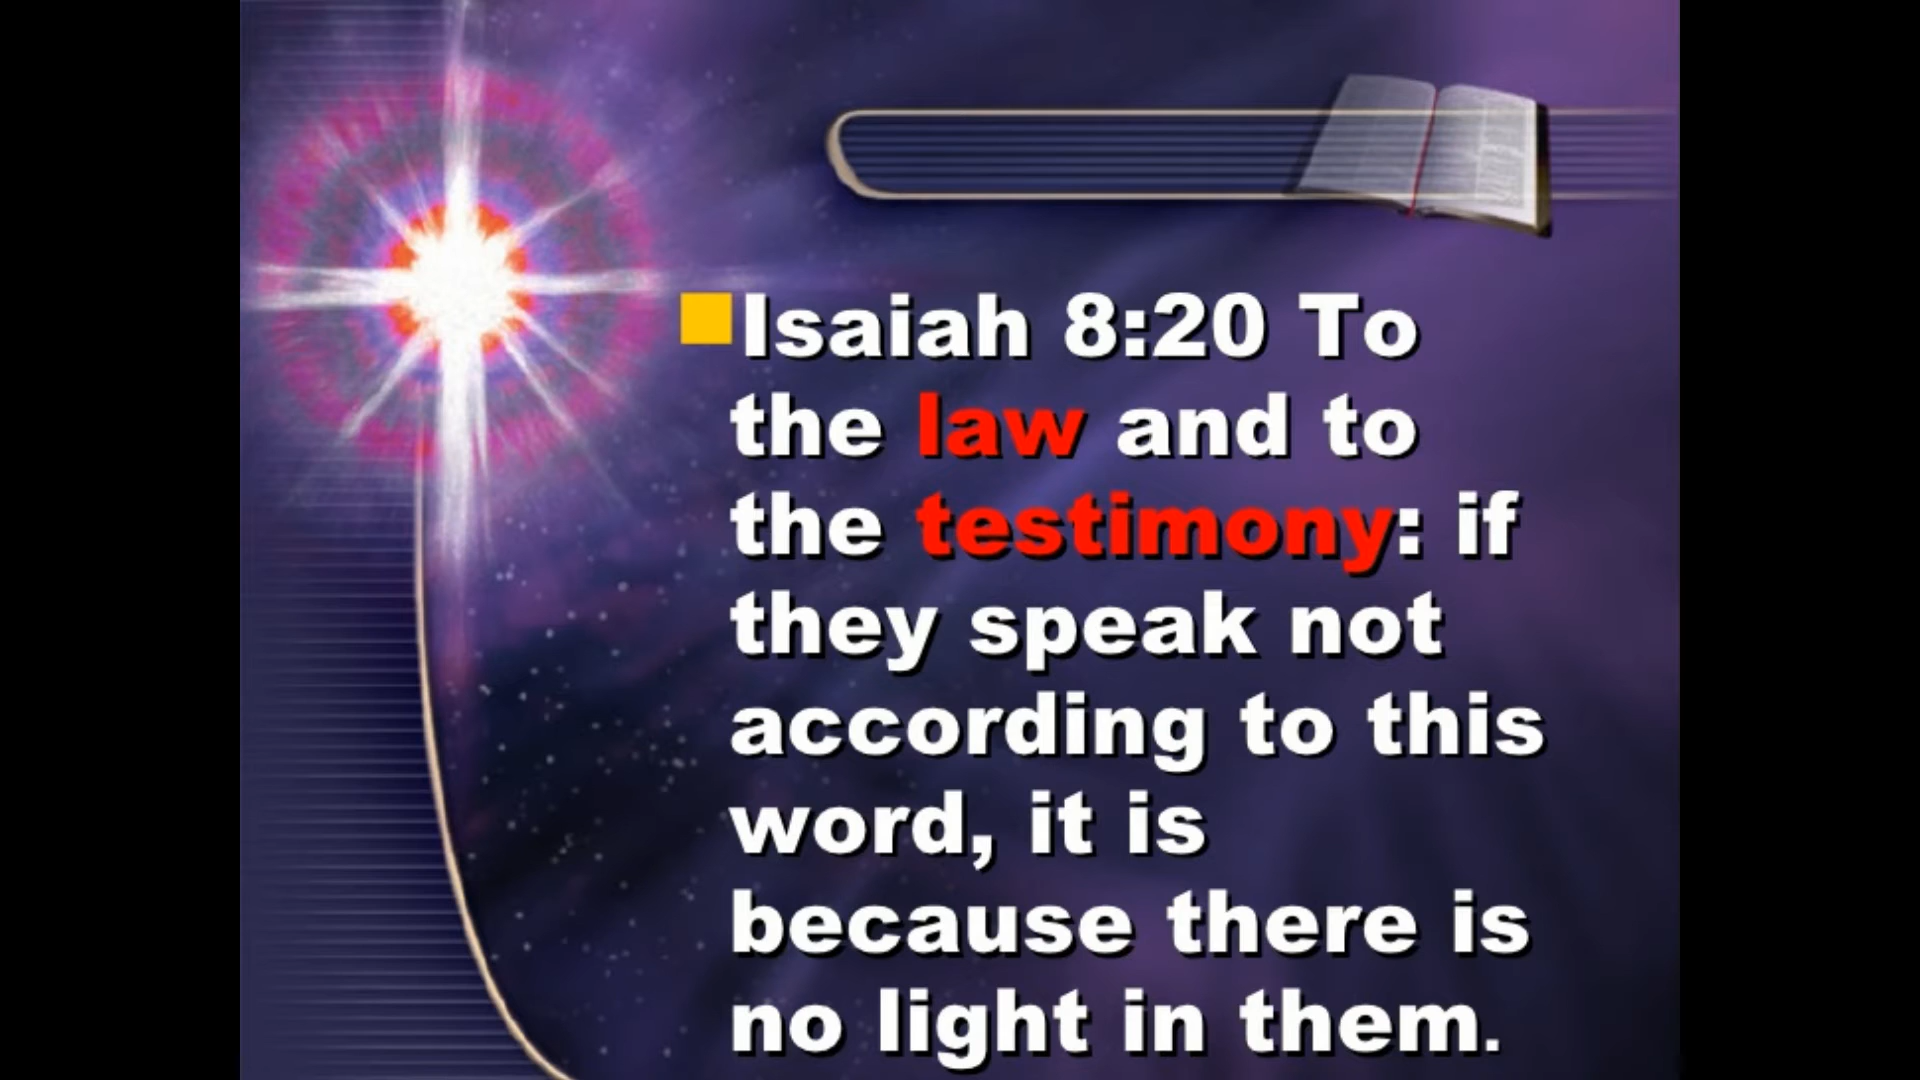 Isaiah 8:20 To
the law and to
the testimony: if
they speak not
according to this
word, it is
because there is
no light in them.